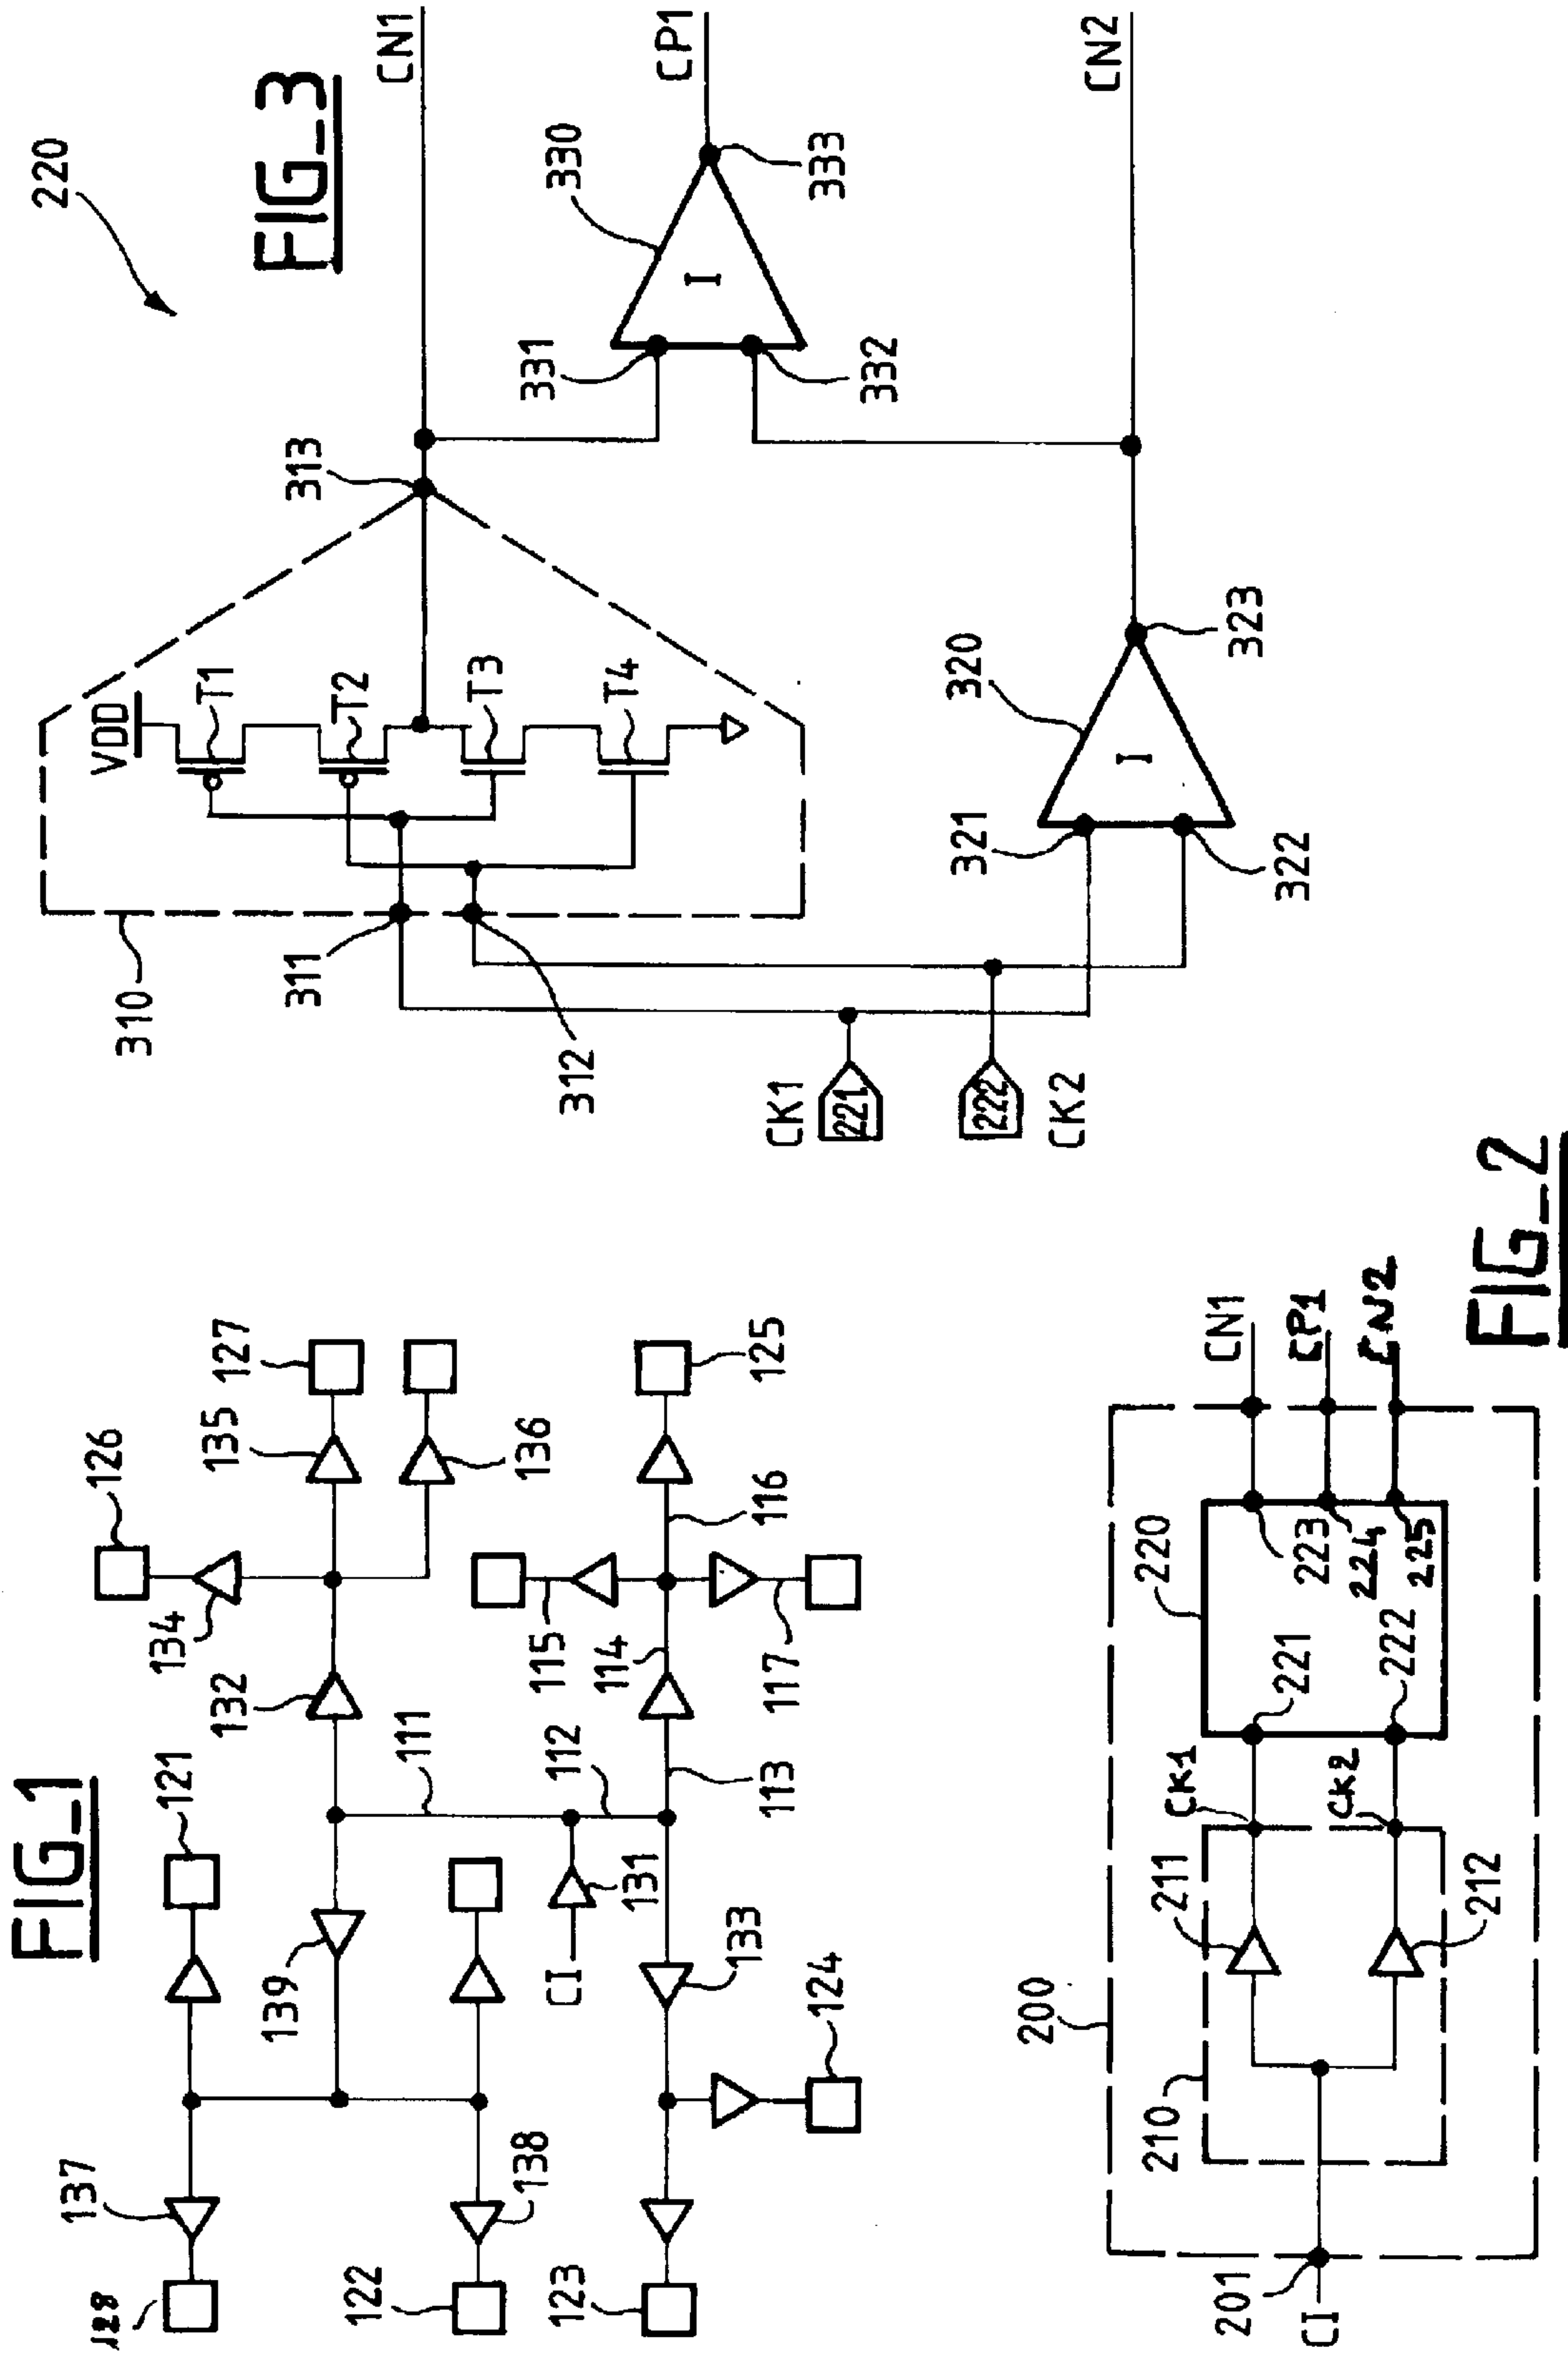 FIG_1
128
137
121
126
134
135
127
132
139
136
122
138
111
115
CI
131
112
114
116
125
123
133
124
113
117
FIG_2
200
210
211
CK1
220
CN1
221
223
CP1
224
CN2
225
222
CK2
212
201
CI
FIG_3
220
310
VDD
T1
T2
T3
T4
311
312
313
CN1
330
CP1
331
I
332
333
CK1
221
222
CK2
321
320
I
322
323
CN2